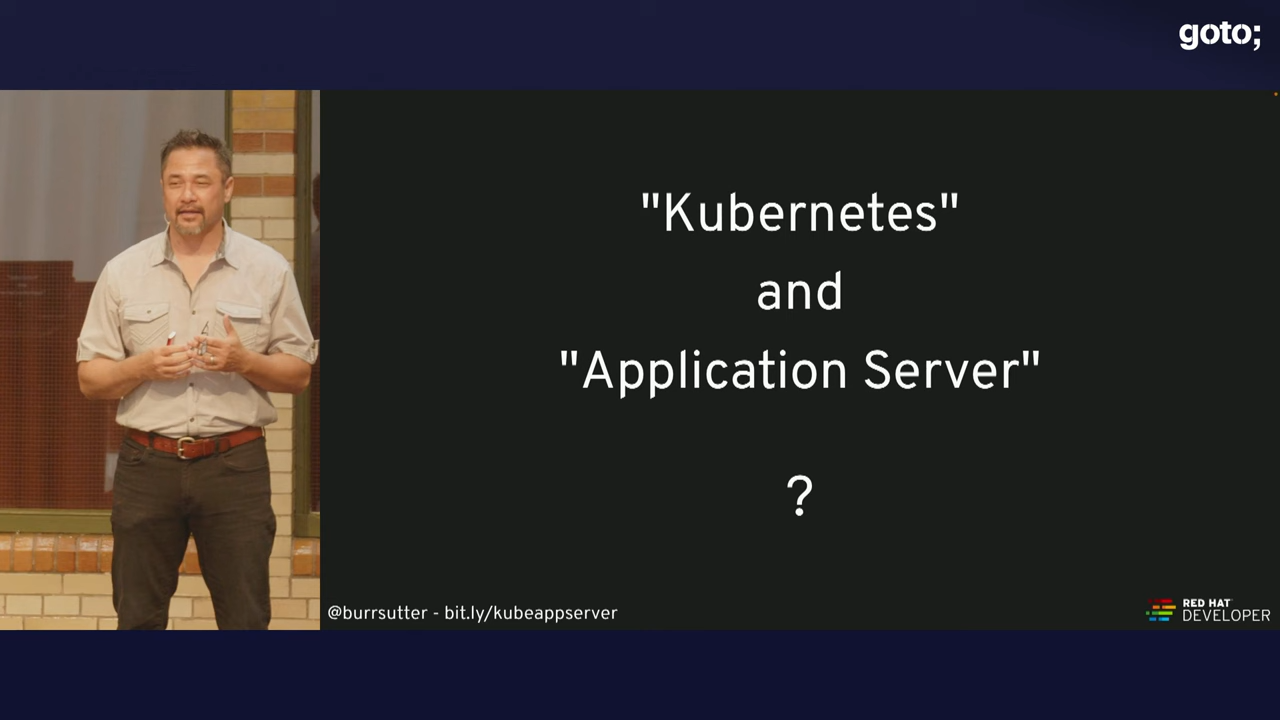 goto;
"Kubernetes"
and
"Application Server"
?
@burrsutter - bit.ly/kubeappserver
RED HAT
DEVELOPER